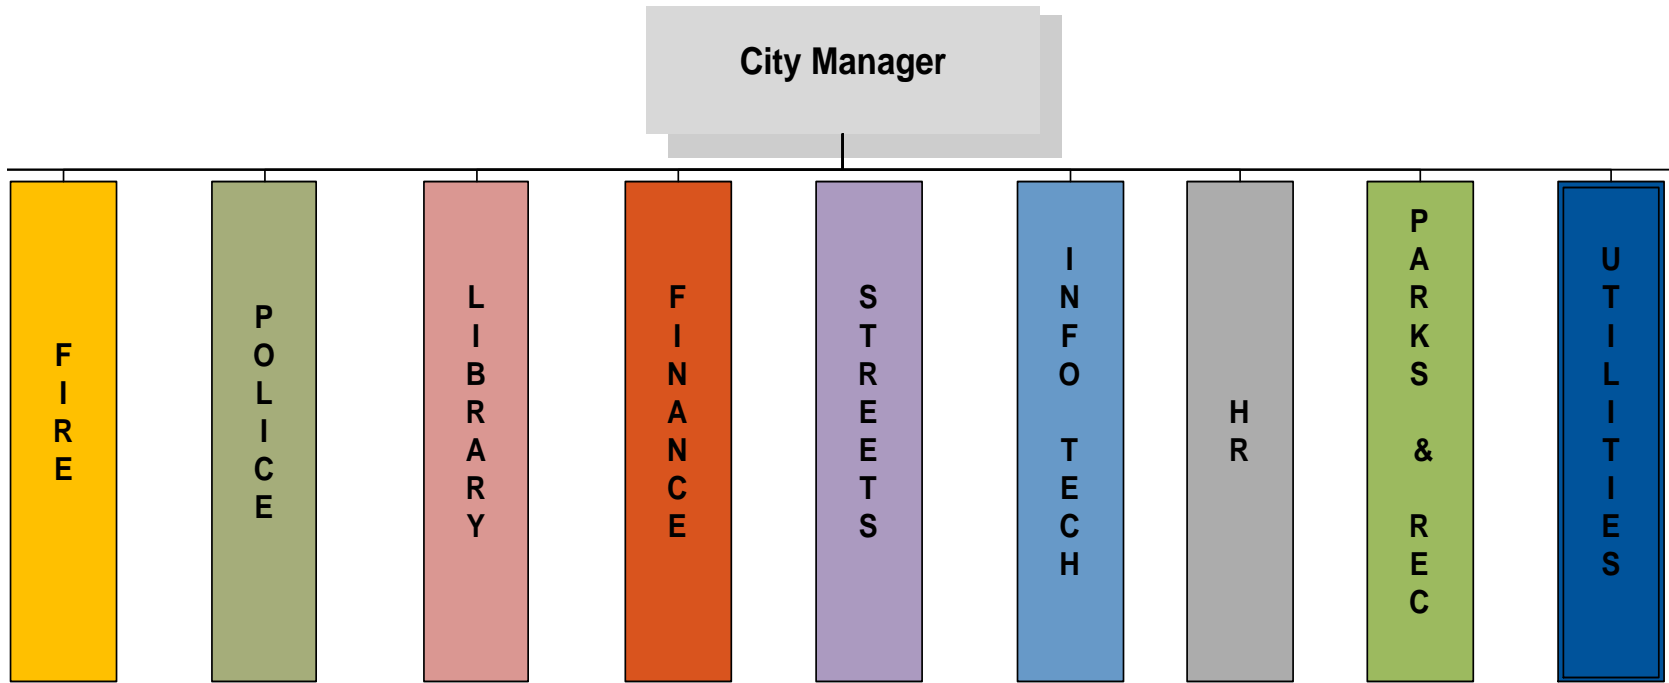 City Manager
FIRE
POLICE
LIBRARY
FINANCE
STREETS
INFO TECH
HR
PARKS & REC
UTILITIES